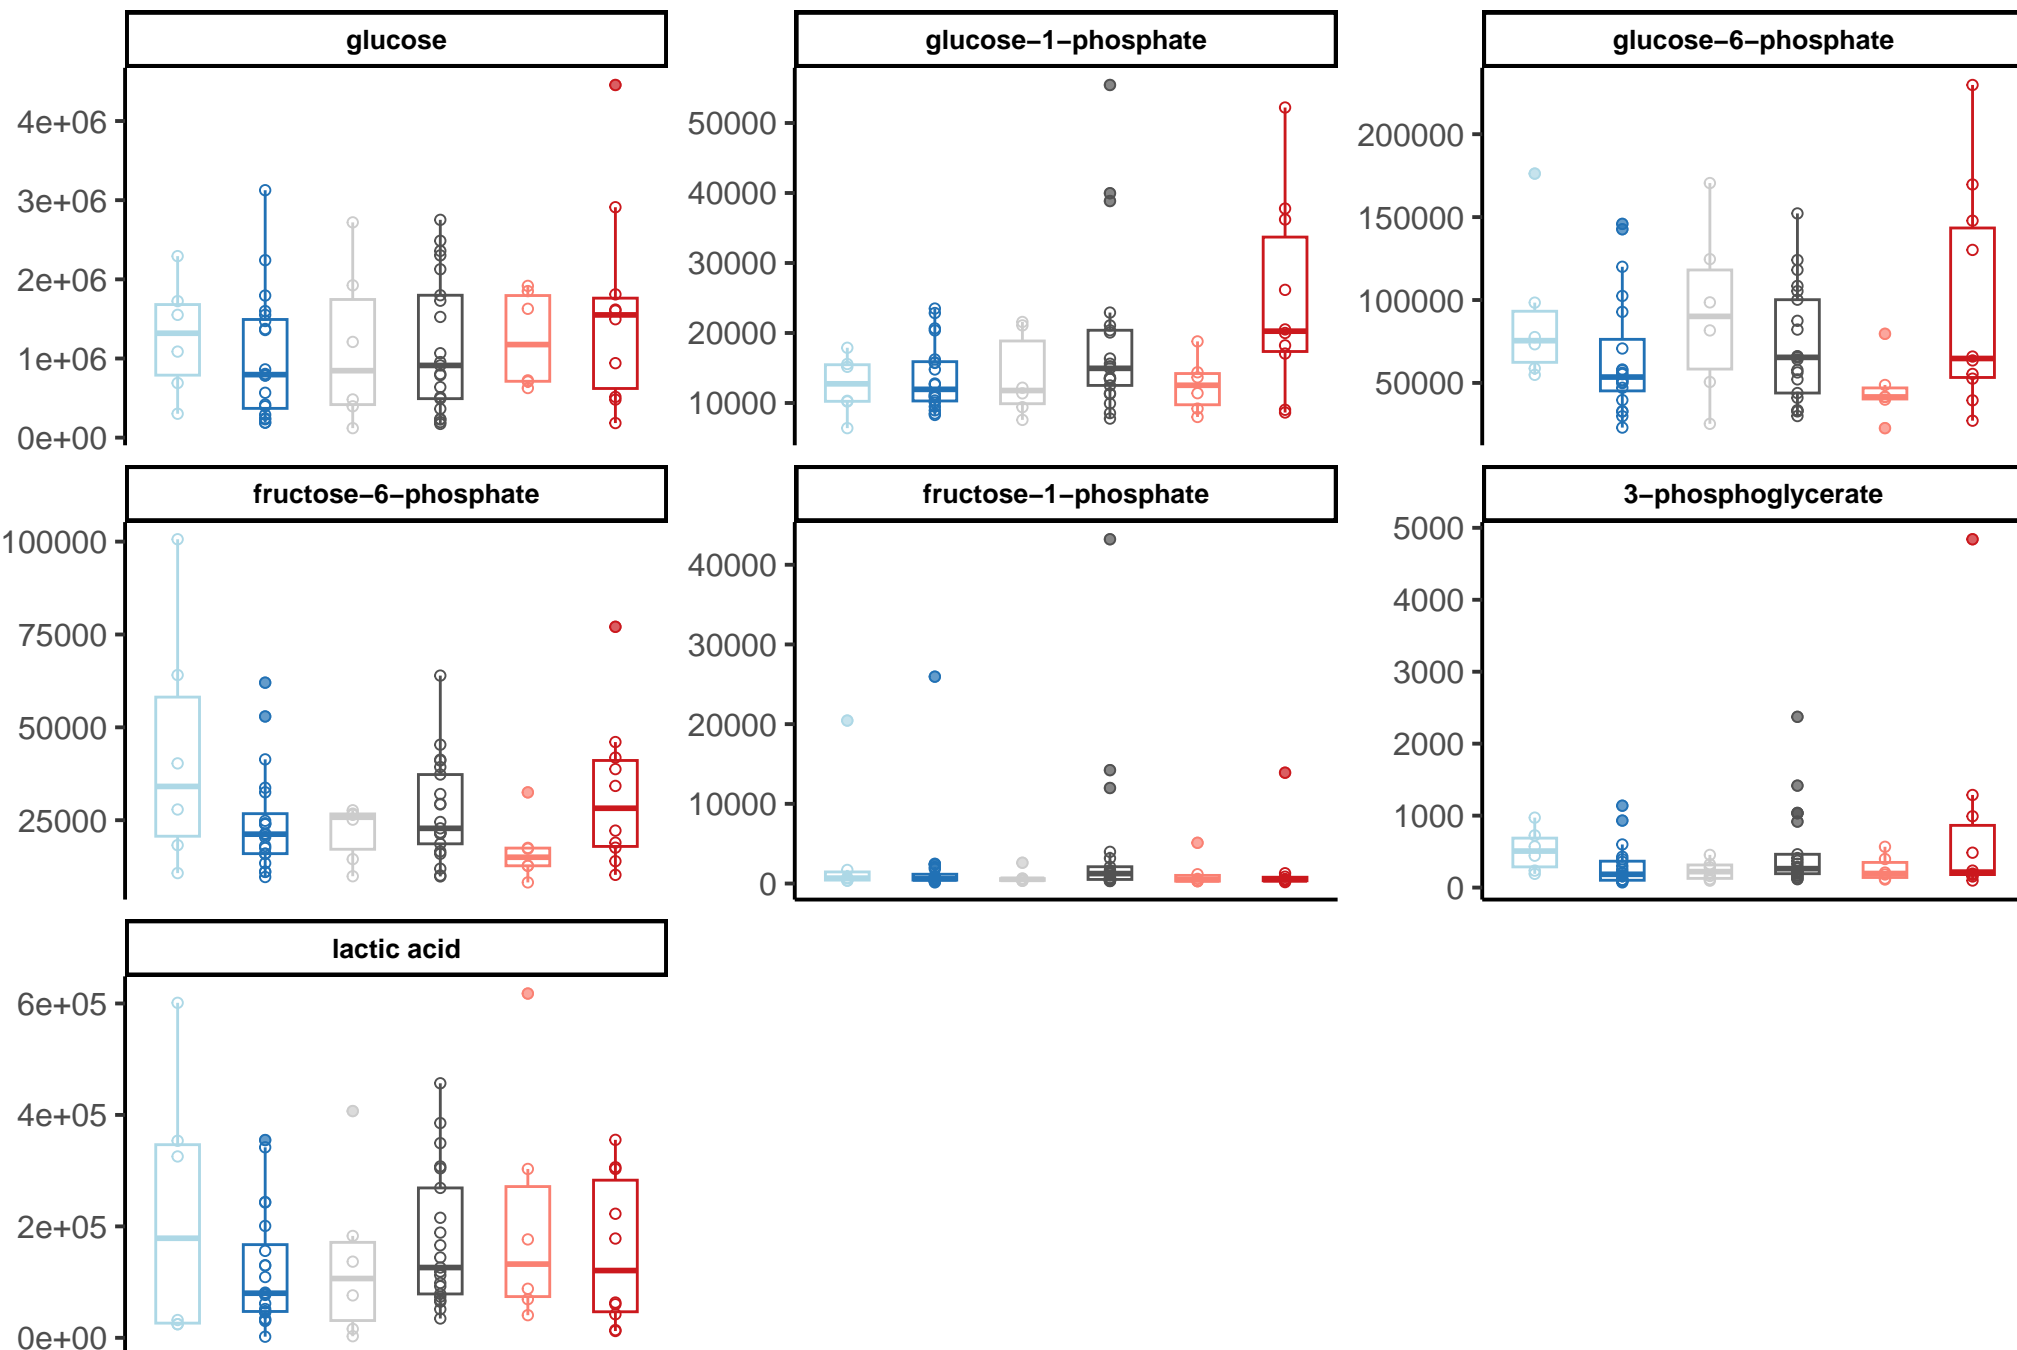 glucose
glucose−1−phosphate
glucose−6−phosphate
4e+06
3e+06
2e+06
1e+06
0e+00
50000
40000
30000
20000
10000
200000
150000
100000
50000
fructose−6−phosphate
fructose−1−phosphate
3−phosphoglycerate
100000
75000
50000
25000
40000
30000
20000
10000
0
5000
4000
3000
2000
1000
0
lactic acid
6e+05
4e+05
2e+05
0e+00